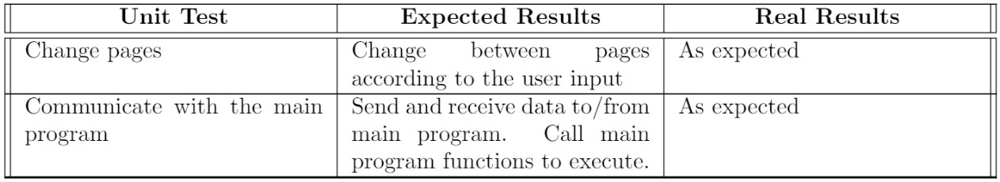 Unit Test Expected Results Real Results
Change pages Change between pages As expected
according to the user input
Communicate with the main Send and receive data to/from As expected
program main program. Call main
program functions to execute.